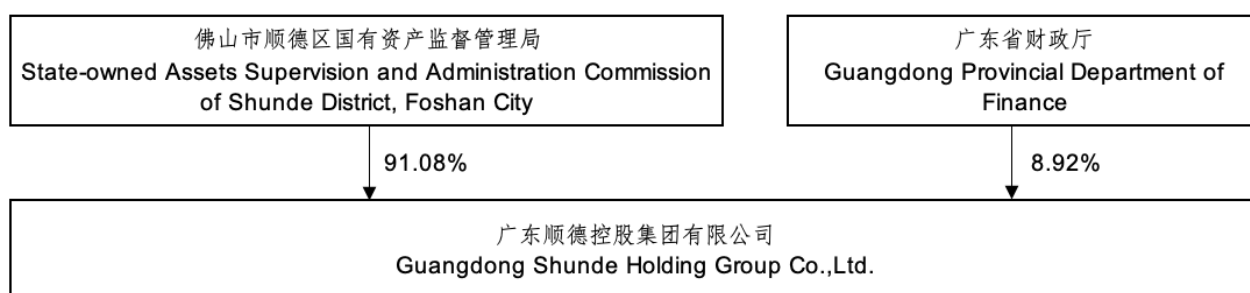 佛山市顺德区国有资产监督管理局
State-owned Assets Supervision and Administration Commission
of Shunde District, Foshan City
广东省财政厅
Guangdong Provincial Department of
Finance
91.08%
8.92%
广东顺德控股集团有限公司
Guangdong Shunde Holding Group Co.,Ltd.